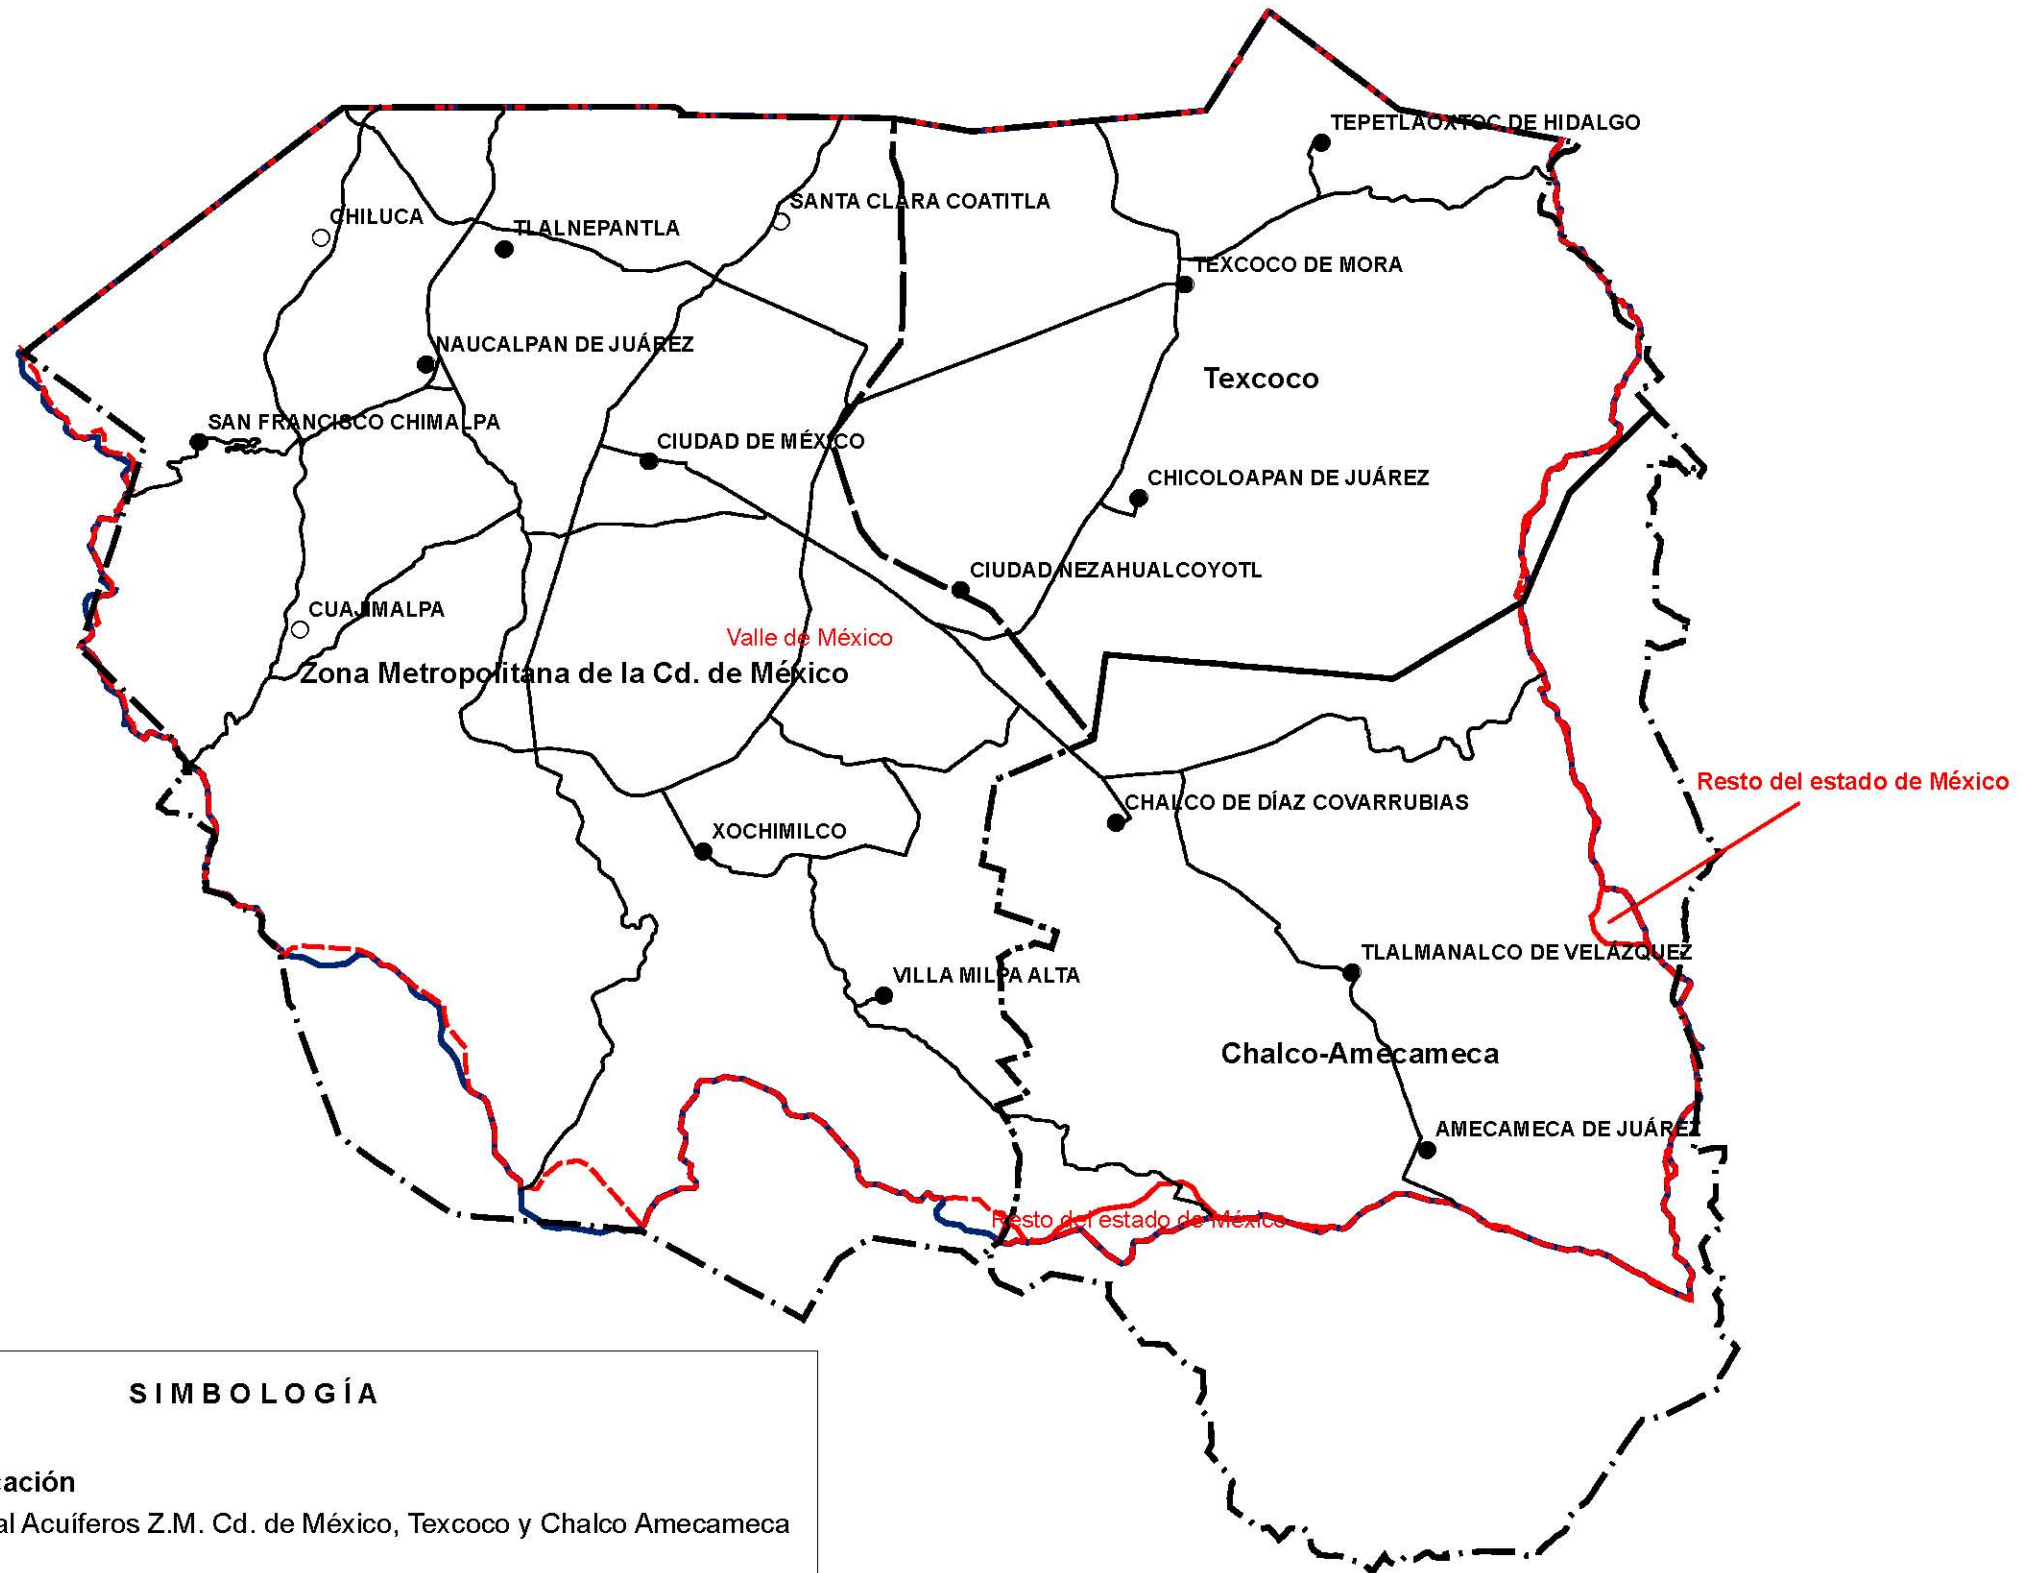 TEPETLAOXTOC DE HIDALGO
SANTA CLARA COATITLA
CHILUCA
TLALNEPANTLA
TEXCOCO DE MORA
NAUCALPAN DE JUÁREZ
Texcoco
SAN FRANCISCO CHIMALPA
CIUDAD DE MÉXICO
CHICOLOAPAN DE JUÁREZ
CIUDAD NEZAHUALCOYOTL
CUAJIMALPA
Valle de México
Zona Metropolitana de la Cd. de México
Resto del estado de México
CHALCO DE DÍAZ COVARRUBIAS
XOCHIMILCO
TLALMANALCO DE VELÁZQUEZ
VILLA MILPA ALTA
Chalco-Amecameca
AMECAMECA DE JUÁREZ
Resto del estado de México
SIMBOLOGÍA
Acuíferos Z.M. Cd. de México, Texcoco y Chalco Amecameca